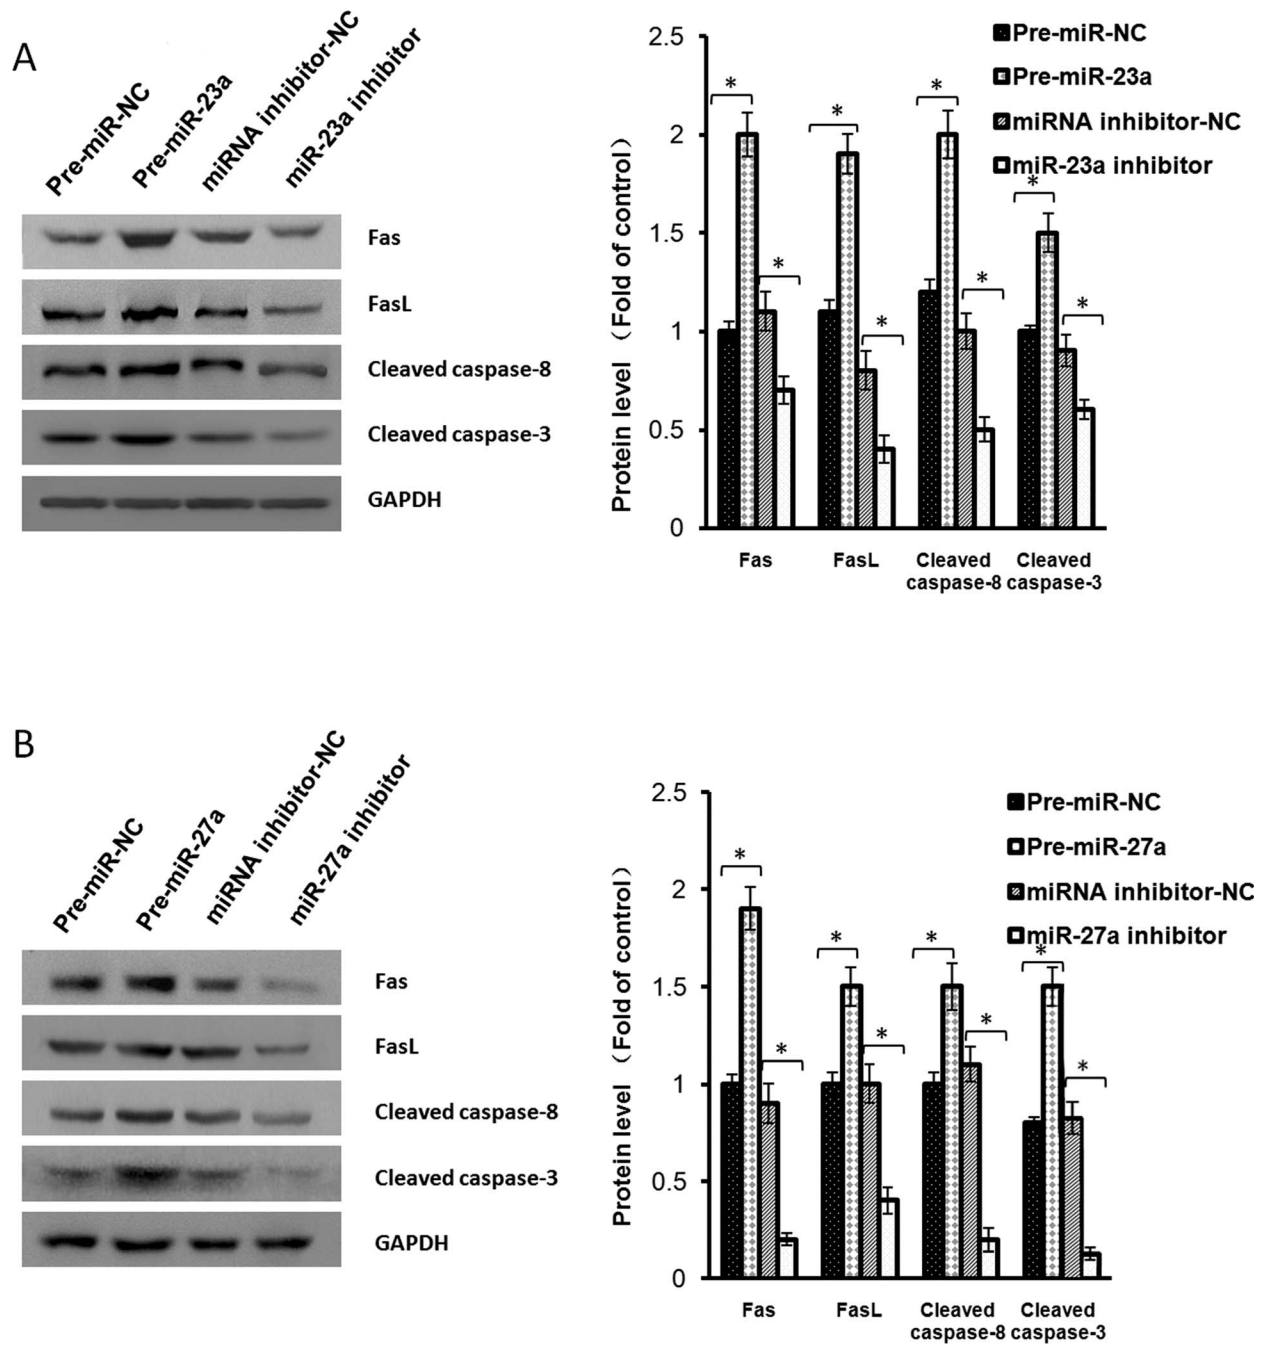 A
Pre-miR-NC
Pre-miR-23a
miRNA inhibitor-NC
miR-23a inhibitor
Fas
FasL
Cleaved caspase-8
Cleaved caspase-3
GAPDH
Protein level (Fold of control)
2.5
2
1.5
1
0.5
0
*
*
*
*
*
*
*
*
Pre-miR-NC
Pre-miR-23a
miRNA inhibitor-NC
miR-23a inhibitor
Fas
FasL
Cleaved
caspase-8
Cleaved
caspase-3
B
Pre-miR-NC
Pre-miR-27a
miRNA inhibitor-NC
miR-27a inhibitor
Fas
FasL
Cleaved caspase-8
Cleaved caspase-3
GAPDH
Protein level (Fold of control)
2.5
2
1.5
1
0.5
0
*
*
*
*
*
*
*
*
Pre-miR-NC
Pre-miR-27a
miRNA inhibitor-NC
miR-27a inhibitor
Fas
FasL
Cleaved
caspase-8
Cleaved
caspase-3